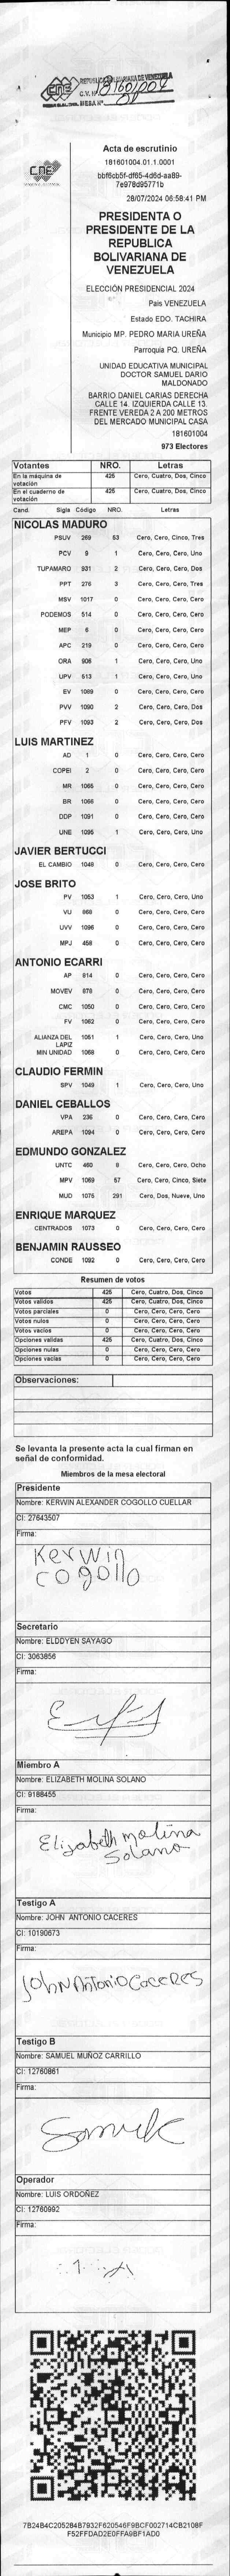 CNE
REPUBLICA BOLIVARIANA DE VENEZUELA
C.V. Nº 181601004
MESA Nº 01
CNE
Acta de escrutinio
181601004.01.1.0001
bbf6cb5f-df65-4d6d-aa89-
7e978d95771b
28/07/2024 06:58:41 PM
PRESIDENTA O
PRESIDENTE DE LA
REPUBLICA
BOLIVARIANA DE
VENEZUELA
ELECCIÓN PRESIDENCIAL 2024
Pais VENEZUELA
Estado EDO. TACHIRA
Municipio MP. PEDRO MARIA UREÑA
Parroquia PQ. UREÑA
UNIDAD EDUCATIVA MUNICIPAL
DOCTOR SAMUEL DARIO
MALDONADO
BARRIO DANIEL CARIAS DERECHA
CALLE 14. IZQUIERDA CALLE 13.
FRENTE VEREDA 2 A 200 METROS
DEL MERCADO MUNICIPAL CASA
181601004
973 Electores
Votantes NRO. Letras
En la máquina de votación 425 Cero, Cuatro, Dos, Cinco
En el cuaderno de votación 425 Cero, Cuatro, Dos, Cinco
Cand. Sigla Código NRO. Letras
NICOLAS MADURO
PSUV 269 53 Cero, Cero, Cinco, Tres
PCV 9 1 Cero, Cero, Cero, Uno
TUPAMARO 931 2 Cero, Cero, Cero, Dos
PPT 276 3 Cero, Cero, Cero, Tres
MSV 1017 0 Cero, Cero, Cero, Cero
PODEMOS 514 0 Cero, Cero, Cero, Cero
MEP 6 0 Cero, Cero, Cero, Cero
APC 219 0 Cero, Cero, Cero, Cero
ORA 906 1 Cero, Cero, Cero, Uno
UPV 613 1 Cero, Cero, Cero, Uno
EV 1089 0 Cero, Cero, Cero, Cero
PVV 1090 2 Cero, Cero, Cero, Dos
PFV 1093 2 Cero, Cero, Cero, Dos
LUIS MARTINEZ
AD 1 0 Cero, Cero, Cero, Cero
COPEI 2 0 Cero, Cero, Cero, Cero
MR 1065 0 Cero, Cero, Cero, Cero
BR 1066 0 Cero, Cero, Cero, Cero
DDP 1091 0 Cero, Cero, Cero, Cero
UNE 1095 1 Cero, Cero, Cero, Uno
JAVIER BERTUCCI
EL CAMBIO 1048 0 Cero, Cero, Cero, Cero
JOSE BRITO
PV 1053 1 Cero, Cero, Cero, Uno
VU 868 0 Cero, Cero, Cero, Cero
UVV 1096 0 Cero, Cero, Cero, Cero
MPJ 458 0 Cero, Cero, Cero, Cero
ANTONIO ECARRI
AP 814 0 Cero, Cero, Cero, Cero
MOVEV 878 0 Cero, Cero, Cero, Cero
CMC 1050 0 Cero, Cero, Cero, Cero
FV 1062 0 Cero, Cero, Cero, Cero
ALIANZA DEL LAPIZ 1051 1 Cero, Cero, Cero, Uno
MIN UNIDAD 1068 0 Cero, Cero, Cero, Cero
CLAUDIO FERMIN
SPV 1049 1 Cero, Cero, Cero, Uno
DANIEL CEBALLOS
VPA 236 0 Cero, Cero, Cero, Cero
AREPA 1094 0 Cero, Cero, Cero, Cero
EDMUNDO GONZALEZ
UNTC 460 8 Cero, Cero, Cero, Ocho
MPV 1069 57 Cero, Cero, Cinco, Siete
MUD 1075 291 Cero, Dos, Nueve, Uno
ENRIQUE MARQUEZ
CENTRADOS 1073 0 Cero, Cero, Cero, Cero
BENJAMIN RAUSSEO
CONDE 1092 0 Cero, Cero, Cero, Cero
Resumen de votos
Votos 425 Cero, Cuatro, Dos, Cinco
Votos validos 425 Cero, Cuatro, Dos, Cinco
Votos parciales 0 Cero, Cero, Cero, Cero
Votos nulos 0 Cero, Cero, Cero, Cero
Votos vacios 0 Cero, Cero, Cero, Cero
Opciones validas 425 Cero, Cuatro, Dos, Cinco
Opciones nulas 0 Cero, Cero, Cero, Cero
Opciones vacias 0 Cero, Cero, Cero, Cero
Observaciones:
Se levanta la presente acta la cual firman en
señal de conformidad.
Miembros de la mesa electoral
Presidente
Nombre: KERWIN ALEXANDER COGOLLO CUELLAR
CI: 27643507
Firma:
Kerwin
cogollo
Secretario
Nombre: ELDDYEN SAYAGO
CI: 3063856
Firma:
Miembro A
Nombre: ELIZABETH MOLINA SOLANO
CI: 9188455
Firma:
Elizabeth molina
Solano
Testigo A
Nombre: JOHN ANTONIO CACERES
CI: 10190673
Firma:
John Antonio Caceres
Testigo B
Nombre: SAMUEL MUÑOZ CARRILLO
CI: 12760861
Firma:
Operador
Nombre: LUIS ORDOÑEZ
CI: 12760992
Firma:
7B24B4C205284B7932F620546F9BCF002714CB2108F
F52FFDAD2E0FFA9BF1AD0